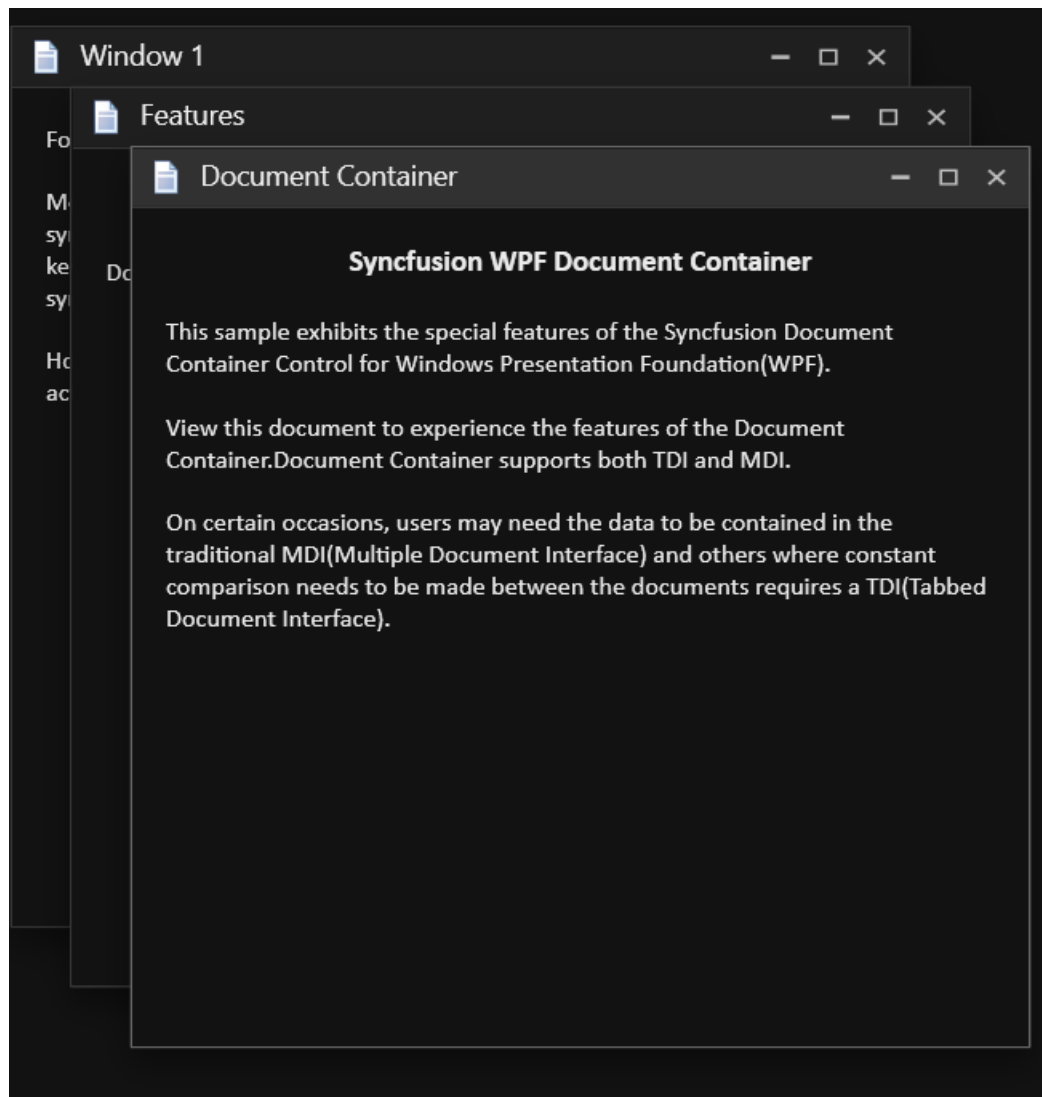 Window 1
Features
Document Container
Syncfusion WPF Document Container
This sample exhibits the special features of the Syncfusion Document
Container Control for Windows Presentation Foundation(WPF).
View this document to experience the features of the Document
Container.Document Container supports both TDI and MDI.
On certain occasions, users may need the data to be contained in the
traditional MDI(Multiple Document Interface) and others where constant
comparison needs to be made between the documents requires a TDI(Tabbed
Document Interface).